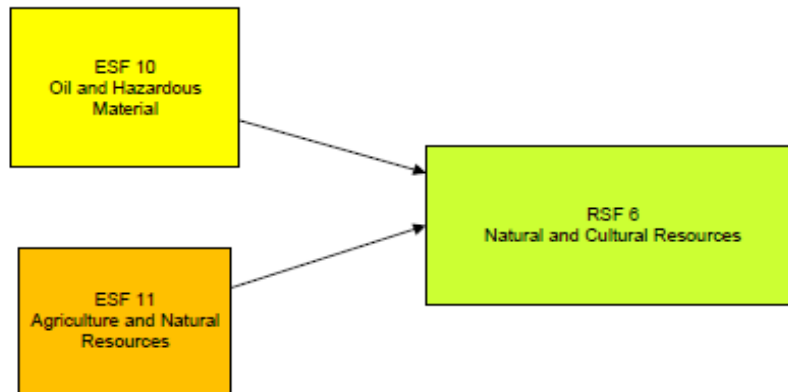 ESF 10
Oil and Hazardous
Material
RSF 6
Natural and Cultural Resources
ESF 11
Agriculture and Natural
Resources